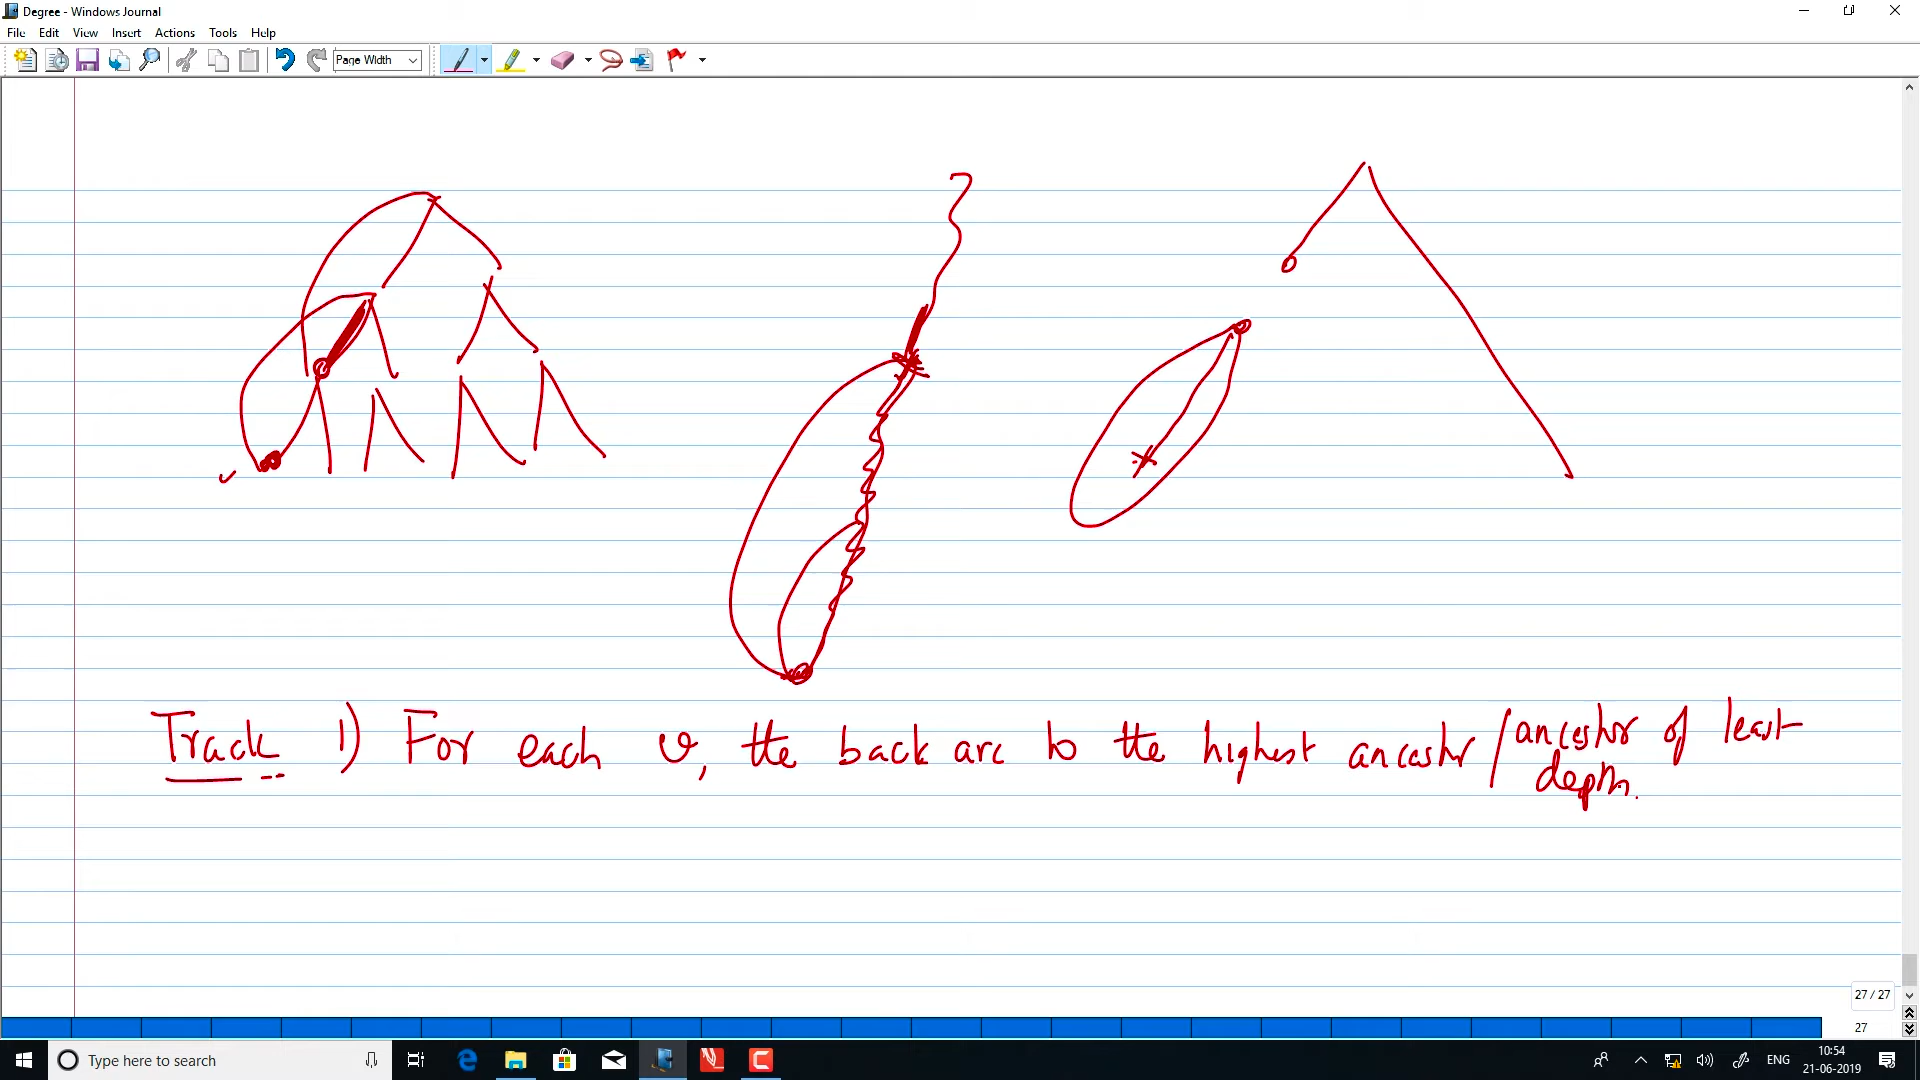 Degree - Windows Journal
File Edit View Insert Actions Tools Help
Page Width
Track 1) For each v, the back arc to the highest ancestor / ancestor of least
depth.
27 / 27
27
Type here to search
ENG
10:54
21-06-2019